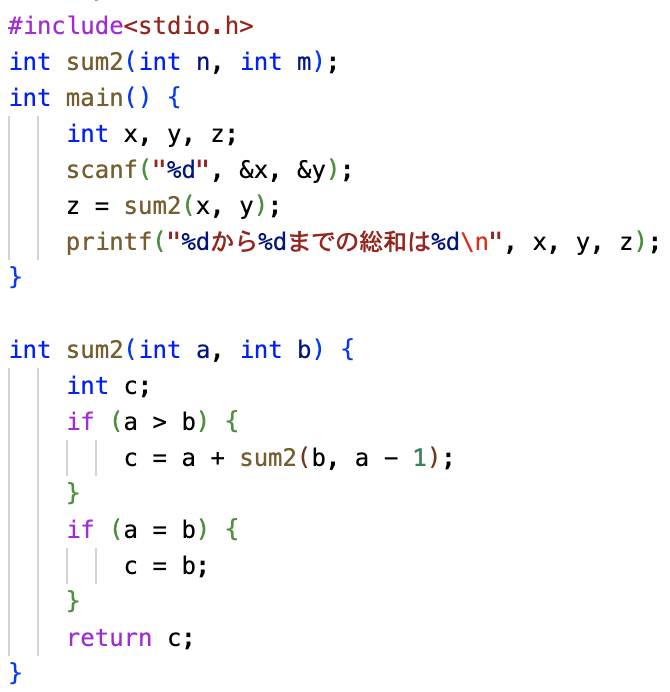 #include<stdio.h>
int sum2(int n, int m);
int main() {
    int x, y, z;
    scanf("%d", &x, &y);
    z = sum2(x, y);
    printf("%dから%dまでの総和は%d\n", x, y, z);
}

int sum2(int a, int b) {
    int c;
    if (a > b) {
        c = a + sum2(b, a - 1);
    }
    if (a = b) {
        c = b;
    }
    return c;
}